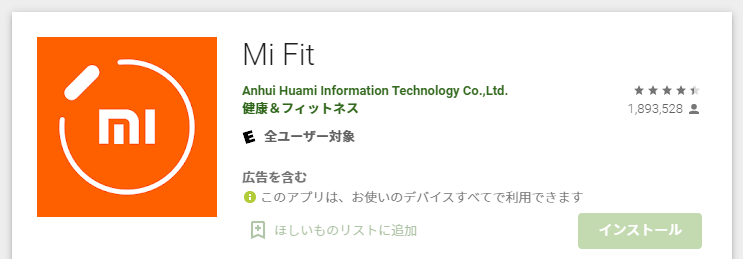 mi
Mi Fit
Anhui Huami Information Technology Co.,Ltd.
健康＆フィットネス
1,893,528
E 全ユーザー対象
広告を含む
このアプリは、お使いのデバイスすべてで利用できます
ほしいものリストに追加
インストール